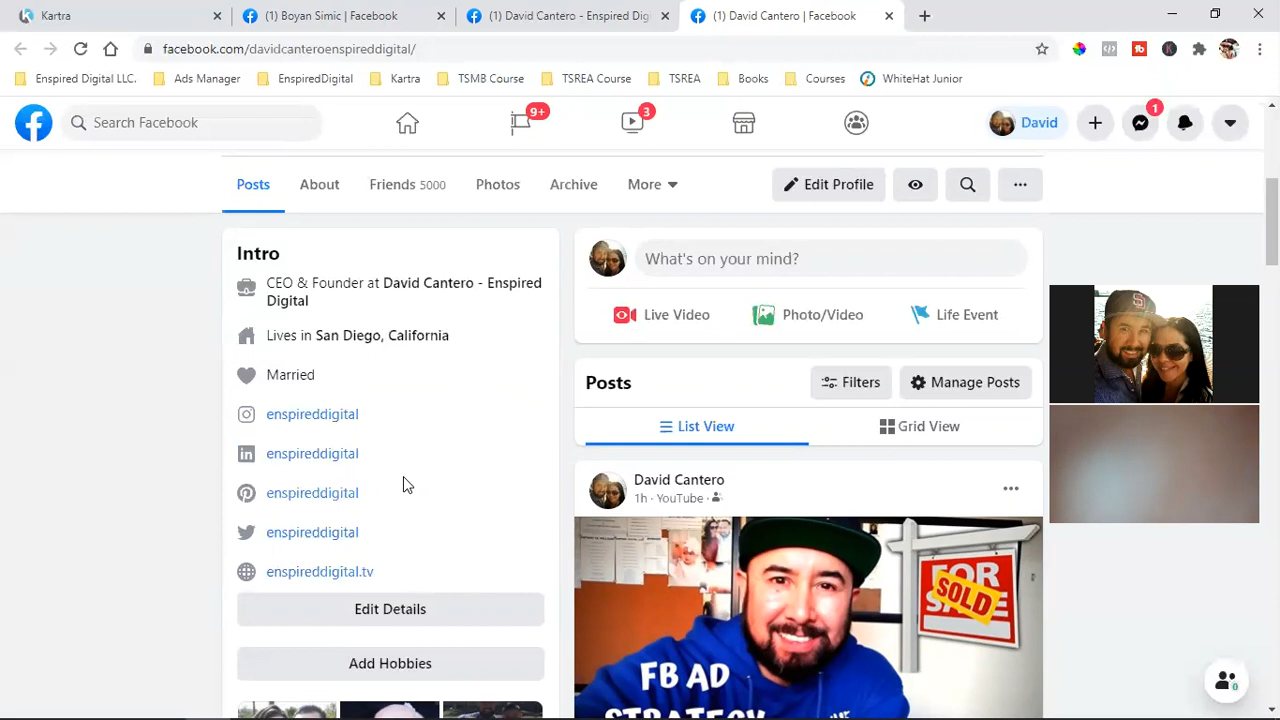 Kartra
(1) Boyan Simic | Facebook
(1) David Cantero - Enspired Dig
(1) David Cantero | Facebook
facebook.com/davidcanteroenspireddigital/
Enspired Digital LLC.
Ads Manager
EnspiredDigital
Kartra
TSMB Course
TSREA Course
TSREA
Books
Courses
WhiteHat Junior
Search Facebook
9+
3
David
1
Posts
About
Friends 5000
Photos
Archive
More
Edit Profile
Intro
CEO & Founder at David Cantero - Enspired
Digital
Lives in San Diego, California
Married
enspireddigital
enspireddigital
enspireddigital
enspireddigital
enspireddigital.tv
Edit Details
Add Hobbies
What's on your mind?
Live Video
Photo/Video
Life Event
Posts
Filters
Manage Posts
List View
Grid View
David Cantero
1h · YouTube ·
FOR
SALE
SOLD
FB AD
STRATEGY
0